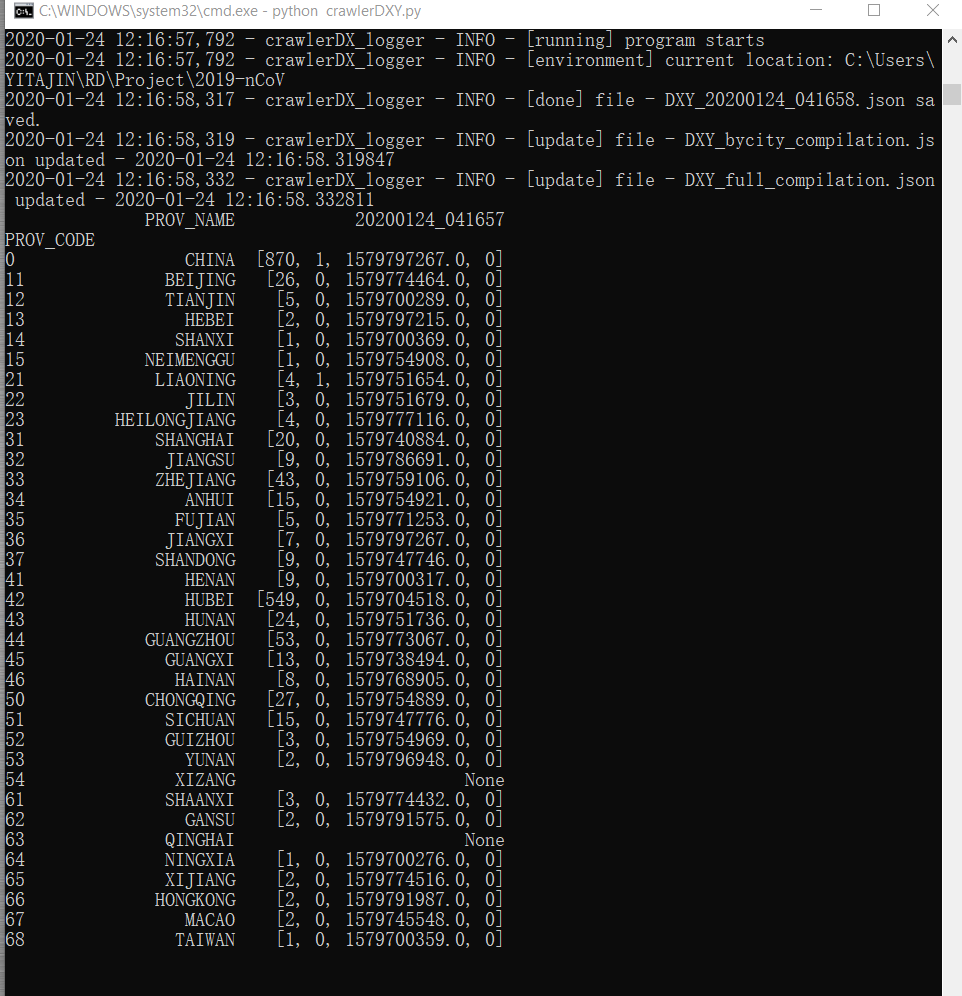 C:\WINDOWS\system32\cmd.exe - python crawlerDXY.py
2020-01-24 12:16:57,792 - crawlerDX_logger - INFO - [running] program starts
2020-01-24 12:16:57,792 - crawlerDX_logger - INFO - [environment] current location: C:\Users\
YITAJIN\RD\Project\2019-nCoV
2020-01-24 12:16:58,317 - crawlerDX_logger - INFO - [done] file - DXY_20200124_041658.json sa
ved.
2020-01-24 12:16:58,319 - crawlerDX_logger - INFO - [update] file - DXY_bycity_compilation.js
on updated - 2020-01-24 12:16:58.319847
2020-01-24 12:16:58,332 - crawlerDX_logger - INFO - [update] file - DXY_full_compilation.json
updated - 2020-01-24 12:16:58.332811
PROV_NAME 20200124_041657
PROV_CODE
0 CHINA [870, 1, 1579797267.0, 0]
11 BEIJING [26, 0, 1579774464.0, 0]
12 TIANJIN [5, 0, 1579700289.0, 0]
13 HEBEI [2, 0, 1579797215.0, 0]
14 SHANXI [1, 0, 1579700369.0, 0]
15 NEIMENGGU [1, 0, 1579754908.0, 0]
21 LIAONING [4, 1, 1579751654.0, 0]
22 JILIN [3, 0, 1579751679.0, 0]
23 HEILONGJIANG [4, 0, 1579777116.0, 0]
31 SHANGHAI [20, 0, 1579740884.0, 0]
32 JIANGSU [9, 0, 1579786691.0, 0]
33 ZHEJIANG [43, 0, 1579759106.0, 0]
34 ANHUI [15, 0, 1579754921.0, 0]
35 FUJIAN [5, 0, 1579771253.0, 0]
36 JIANGXI [7, 0, 1579797267.0, 0]
37 SHANDONG [9, 0, 1579747746.0, 0]
41 HENAN [9, 0, 1579700317.0, 0]
42 HUBEI [549, 0, 1579704518.0, 0]
43 HUNAN [24, 0, 1579751736.0, 0]
44 GUANGZHOU [53, 0, 1579773067.0, 0]
45 GUANGXI [13, 0, 1579738494.0, 0]
46 HAINAN [8, 0, 1579768905.0, 0]
50 CHONGQING [27, 0, 1579754889.0, 0]
51 SICHUAN [15, 0, 1579747776.0, 0]
52 GUIZHOU [3, 0, 1579754969.0, 0]
53 YUNAN [2, 0, 1579796948.0, 0]
54 XIZANG None
61 SHAANXI [3, 0, 1579774432.0, 0]
62 GANSU [2, 0, 1579791575.0, 0]
63 QINGHAI None
64 NINGXIA [1, 0, 1579700276.0, 0]
65 XIJIANG [2, 0, 1579774516.0, 0]
66 HONGKONG [2, 0, 1579791987.0, 0]
67 MACAO [2, 0, 1579745548.0, 0]
68 TAIWAN [1, 0, 1579700359.0, 0]